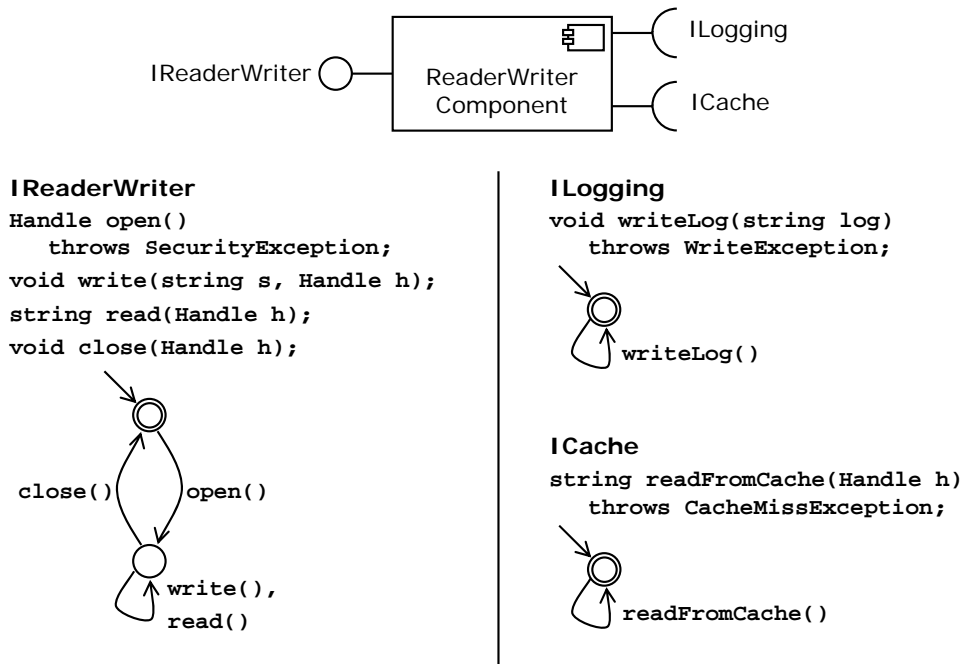 IReaderWriter
ReaderWriter
Component
ILogging
ICache
IReaderWriter
Handle open()
throws SecurityException;
void write(string s, Handle h);
string read(Handle h);
void close(Handle h);
close()
open()
write(),
read()
ILogging
void writeLog(string log)
throws WriteException;
writeLog()
ICache
string readFromCache(Handle h)
throws CacheMissException;
readFromCache()